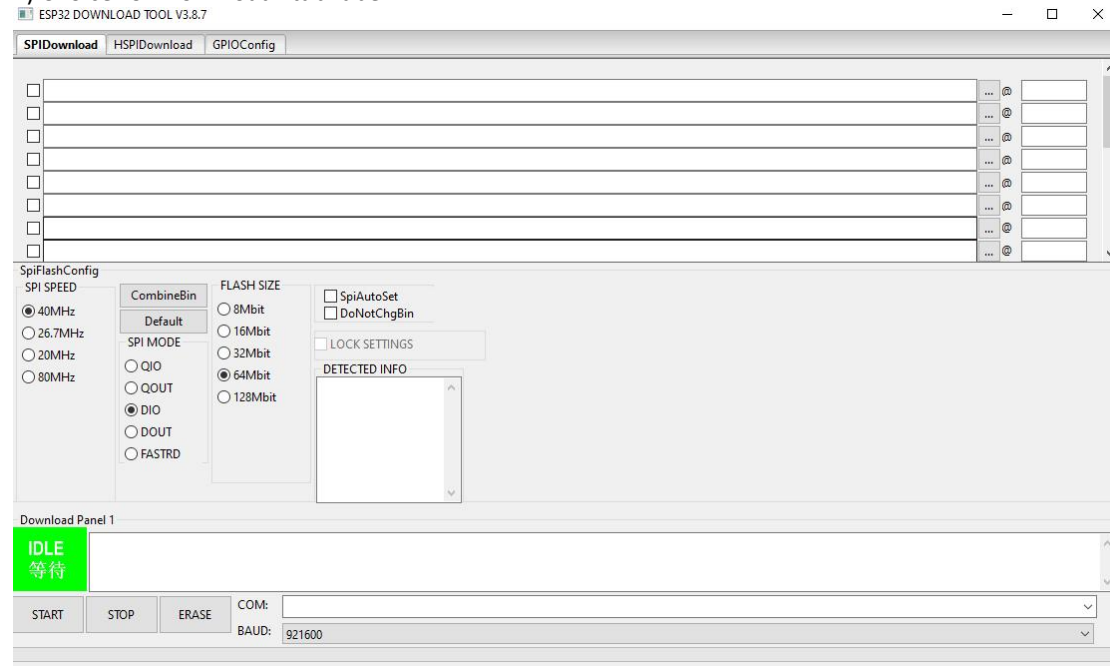 ESP32 DOWNLOAD TOOL V3.8.7
SPIDownload HSPIDownload GPIOConfig
... @
... @
... @
... @
... @
... @
... @
... @
SpiFlashConfig
SPI SPEED
40MHz
26.7MHz
20MHz
80MHz
CombineBin
Default
SPI MODE
QIO
QOUT
DIO
DOUT
FASTRD
FLASH SIZE
8Mbit
16Mbit
32Mbit
64Mbit
128Mbit
SpiAutoSet
DoNotChgBin
LOCK SETTINGS
DETECTED INFO
Download Panel 1
IDLE
等待
START STOP ERASE
COM:
BAUD: 921600